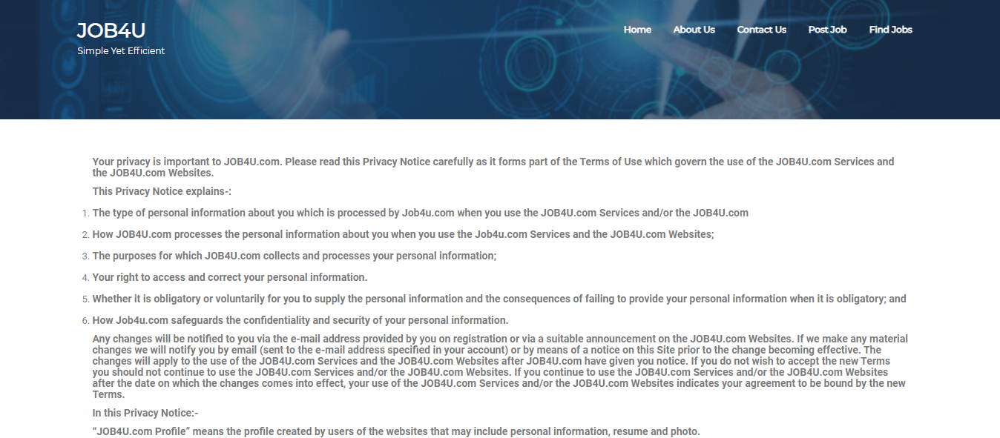 JOB4U
Simple Yet Efficient
Home About Us Contact Us Post Job Find Jobs
Your privacy is important to JOB4U.com. Please read this Privacy Notice carefully as it forms part of the Terms of Use which govern the use of the JOB4U.com Services and
the JOB4U.com Websites.
This Privacy Notice explains-:
1. The type of personal information about you which is processed by Job4u.com when you use the JOB4U.com Services and/or the JOB4U.com
2. How JOB4U.com processes the personal information about you when you use the Job4u.com Services and the JOB4U.com Websites;
3. The purposes for which JOB4U.com collects and processes your personal information;
4. Your right to access and correct your personal information.
5. Whether it is obligatory or voluntarily for you to supply the personal information and the consequences of failing to provide your personal information when it is obligatory; and
6. How Job4u.com safeguards the confidentiality and security of your personal information.
Any changes will be notified to you via the e-mail address provided by you on registration or via a suitable announcement on the JOB4U.com Websites. If we make any material
changes we will notify you by email (sent to the e-mail address specified in your account) or by means of a notice on this Site prior to the change becoming effective. The
changes will apply to the use of the JOB4U.com Services and the JOB4U.com Websites after JOB4U.com have given you notice. If you do not wish to accept the new Terms
you should not continue to use the JOB4U.com Services and/or the JOB4U.com Websites. If you continue to use the JOB4U.com Services and/or the JOB4U.com Websites
after the date on which the changes comes into effect, your use of the JOB4U.com Services and/or the JOB4U.com Websites indicates your agreement to be bound by the new
Terms.
In this Privacy Notice:-
“JOB4U.com Profile” means the profile created by users of the websites that may include personal information, resume and photo.